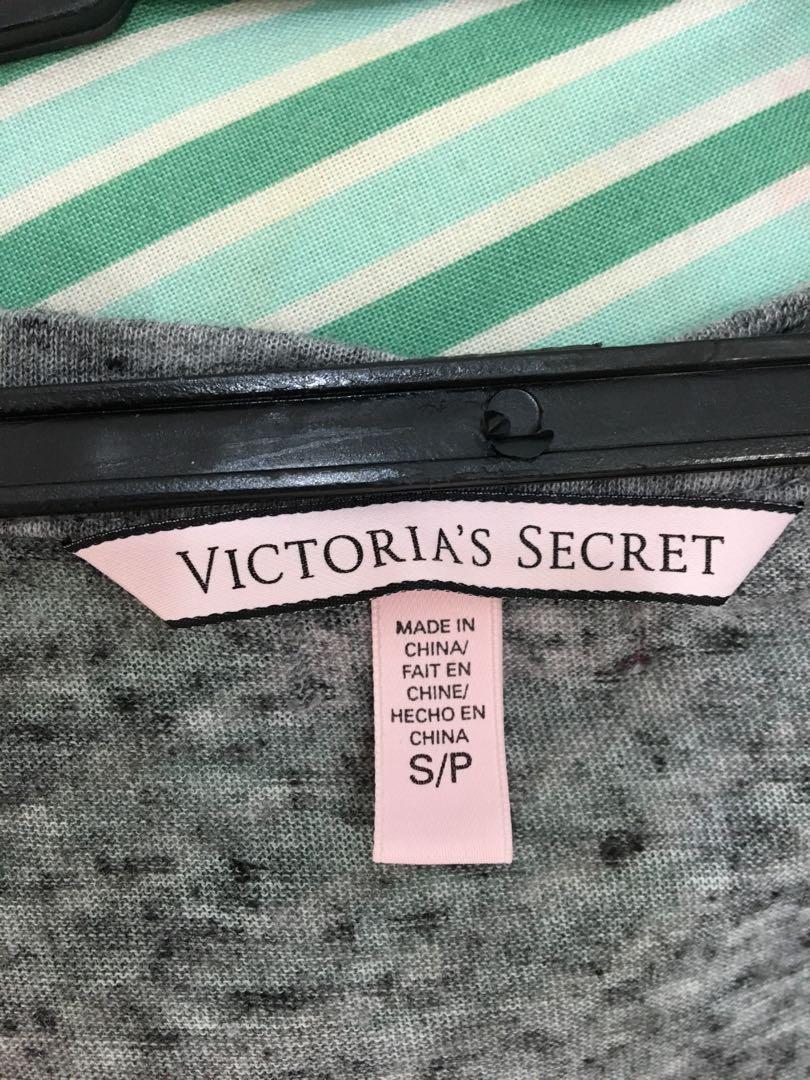 VICTORIA'S SECRET
MADE IN
CHINA/
FAIT EN
CHINE/
HECHO EN
CHINA
S/P